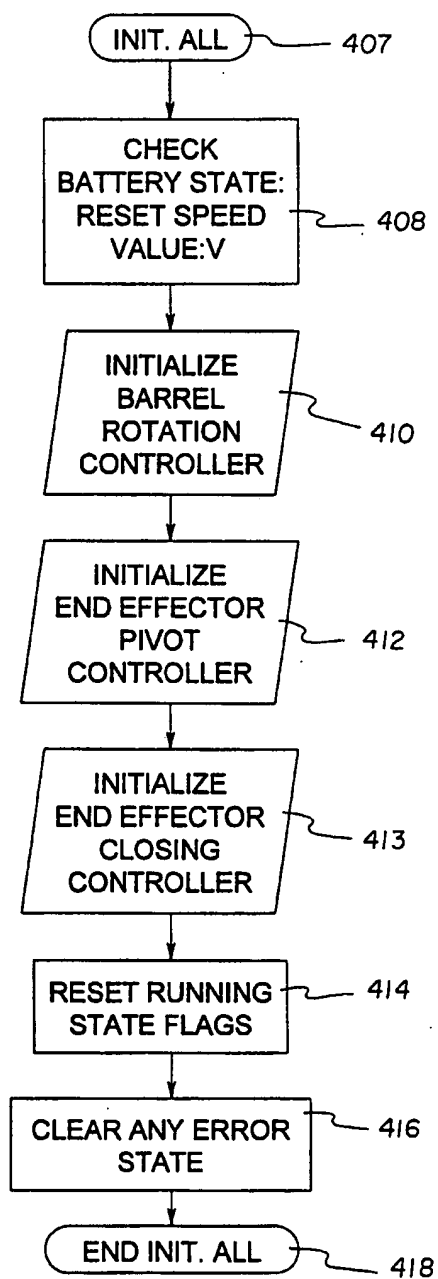 INIT. ALL
407
CHECK
BATTERY STATE:
RESET SPEED
VALUE:V
408
INITIALIZE
BARREL
ROTATION
CONTROLLER
410
INITIALIZE
END EFFECTOR
PIVOT
CONTROLLER
412
INITIALIZE
END EFFECTOR
CLOSING
CONTROLLER
413
RESET RUNNING
STATE FLAGS
414
CLEAR ANY ERROR
STATE
416
END INIT. ALL
418